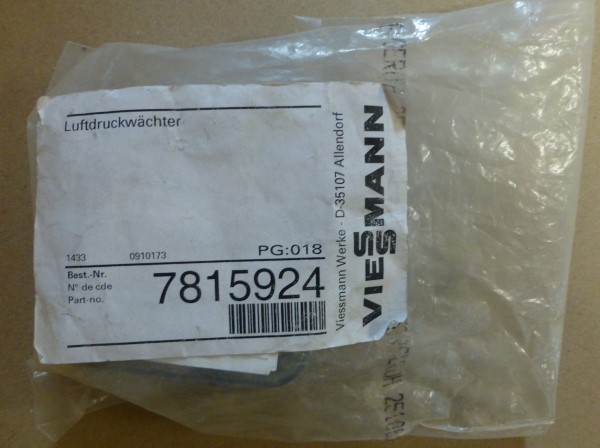 Luftdruckwächter
1433 0910173 PG:018
Best.-Nr.
N° de cde
Part-no.
7815924
Viessmann Werke · D-35107 Allendorf
VIESSMANN